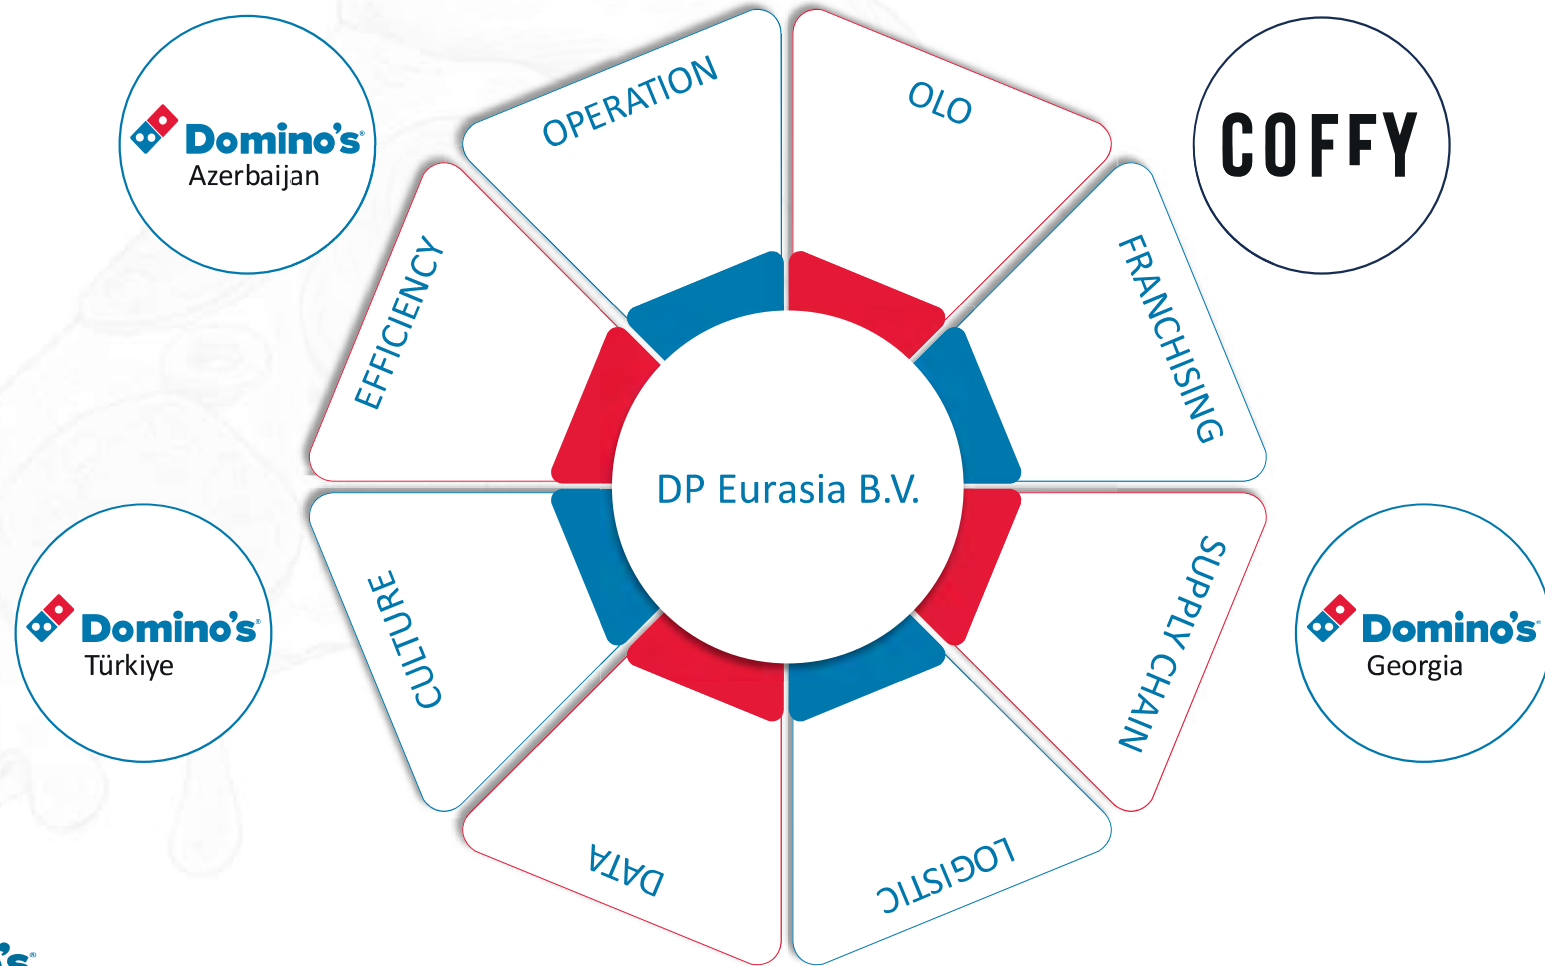 Domino's®
Azerbaijan
OPERATION
OLO
COFFY
EFFICIENCY
FRANCHISING
DP Eurasia B.V.
Domino's®
Türkiye
CULTURE
SUPPLY CHAIN
Domino's
Georgia
DATA
LOGISTIC